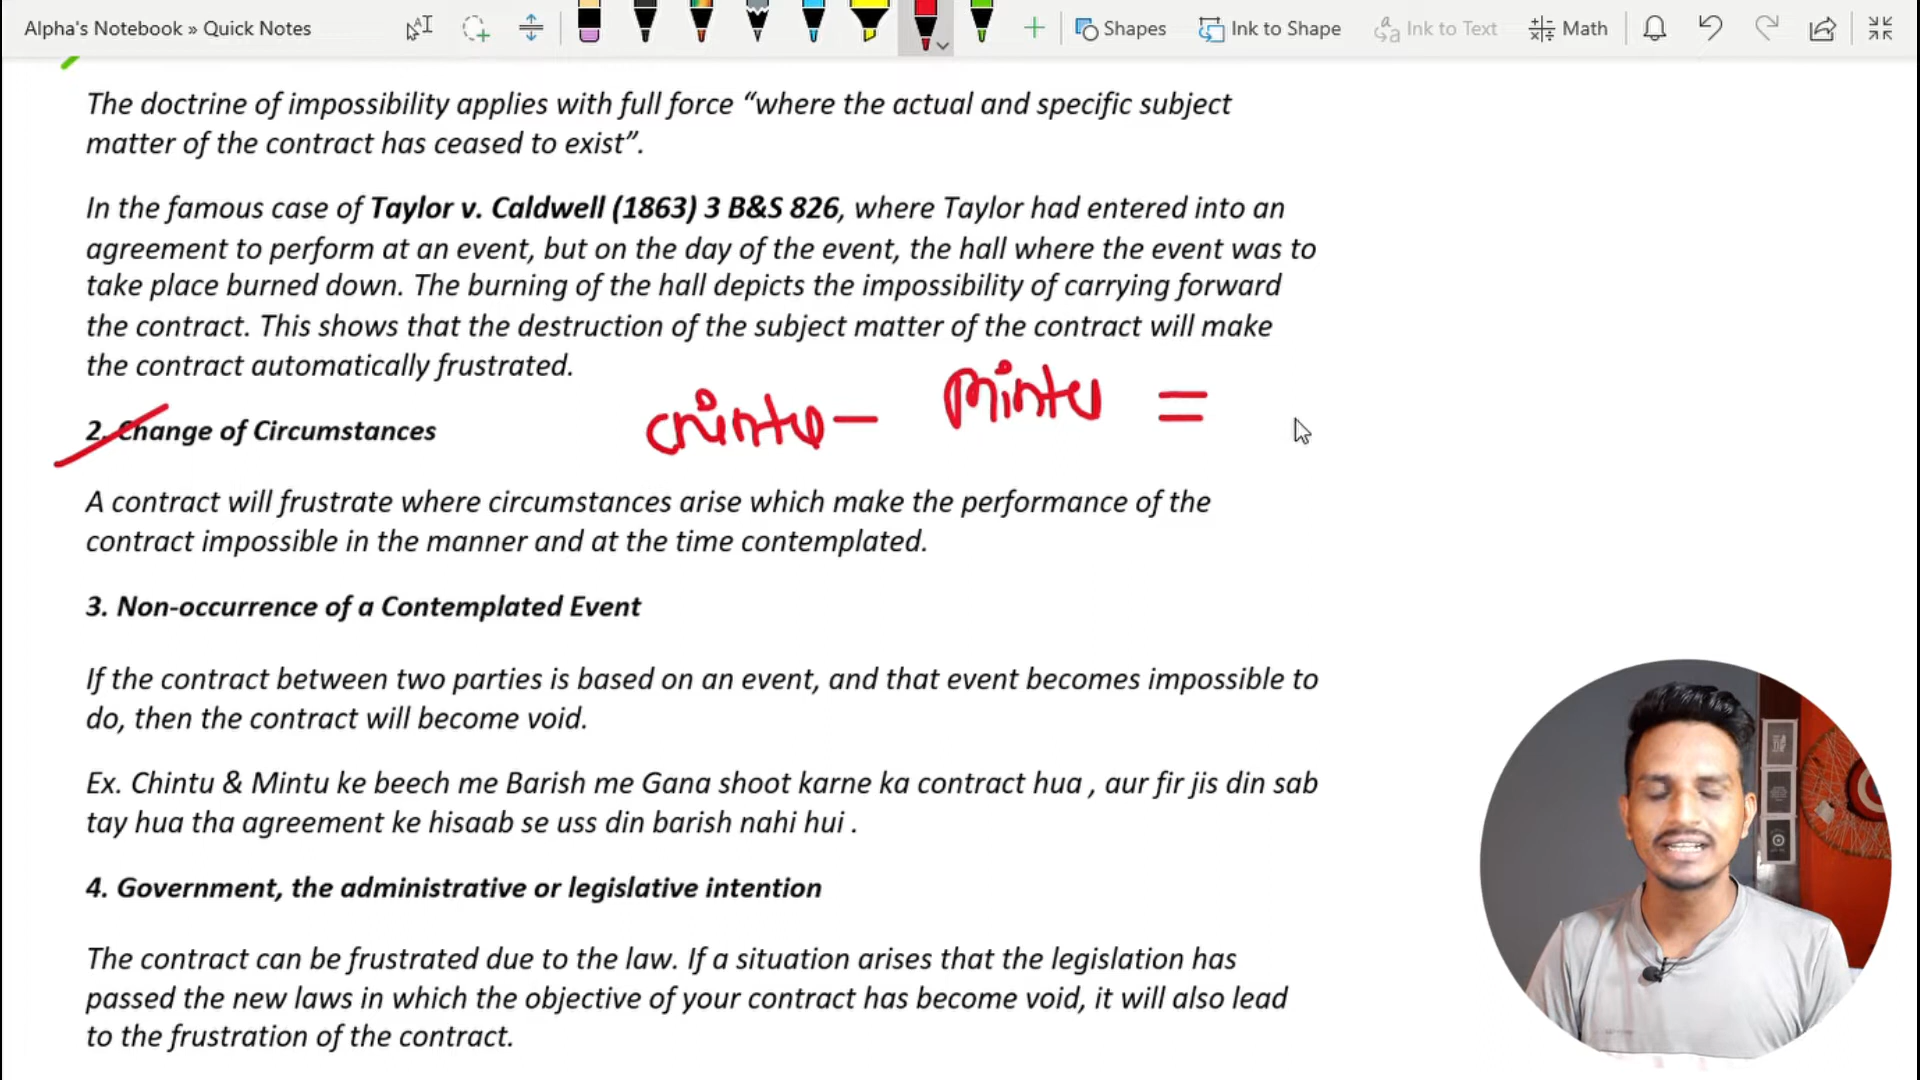 Alpha's Notebook » Quick Notes
Shapes
Ink to Shape
Ink to Text
Math
The doctrine of impossibility applies with full force “where the actual and specific subject
matter of the contract has ceased to exist”.
In the famous case of Taylor v. Caldwell (1863) 3 B&S 826, where Taylor had entered into an
agreement to perform at an event, but on the day of the event, the hall where the event was to
take place burned down. The burning of the hall depicts the impossibility of carrying forward
the contract. This shows that the destruction of the subject matter of the contract will make
the contract automatically frustrated.
chintu - Mintu =
2. Change of Circumstances
A contract will frustrate where circumstances arise which make the performance of the
contract impossible in the manner and at the time contemplated.
3. Non-occurrence of a Contemplated Event
If the contract between two parties is based on an event, and that event becomes impossible to
do, then the contract will become void.
Ex. Chintu & Mintu ke beech me Barish me Gana shoot karne ka contract hua , aur fir jis din sab
tay hua tha agreement ke hisaab se uss din barish nahi hui .
4. Government, the administrative or legislative intention
The contract can be frustrated due to the law. If a situation arises that the legislation has
passed the new laws in which the objective of your contract has become void, it will also lead
to the frustration of the contract.